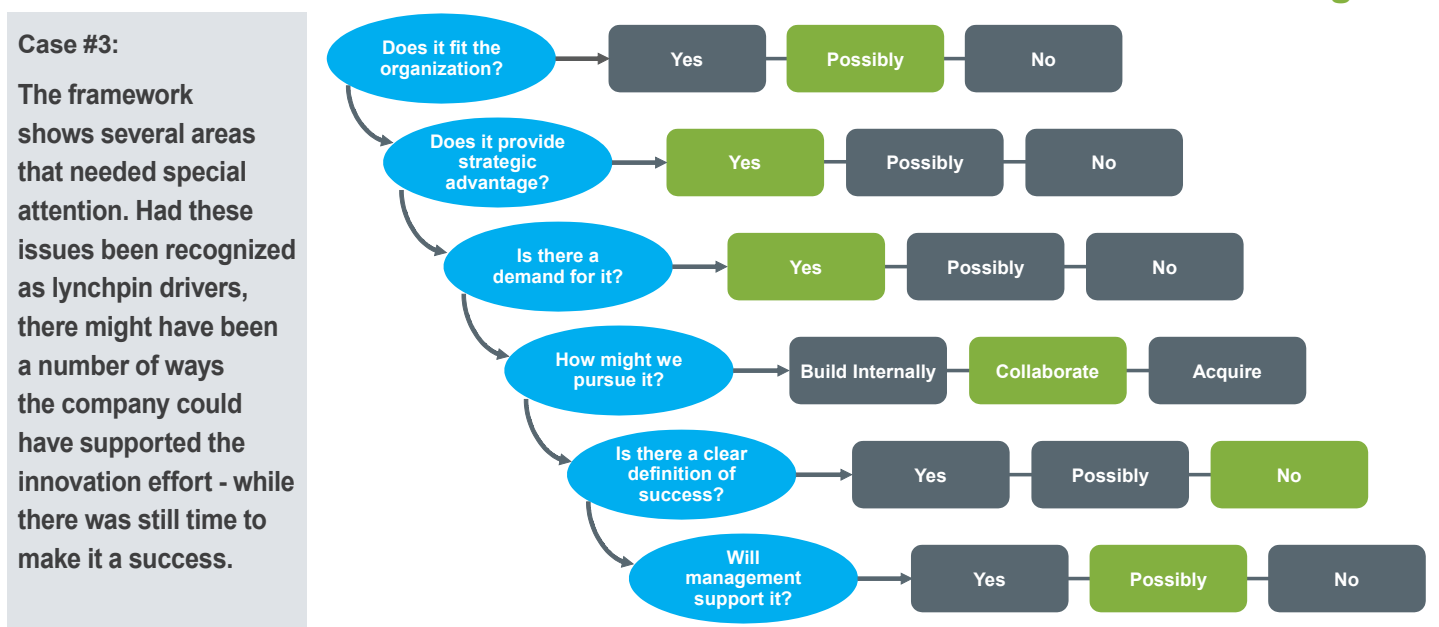 Case #3:
The framework
shows several areas
that needed special
attention. Had these
issues been recognized
as lynchpin drivers,
there might have been
a number of ways
the company could
have supported the
innovation effort - while
there was still time to
make it a success.
Does it fit the
organization?
Yes
Possibly
No
Does it provide
strategic
advantage?
Yes
Possibly
No
Is there a
demand for it?
Yes
Possibly
No
How might we
pursue it?
Build Internally
Collaborate
Acquire
Is there a clear
definition of
success?
Yes
Possibly
No
Will
management
support it?
Yes
Possibly
No